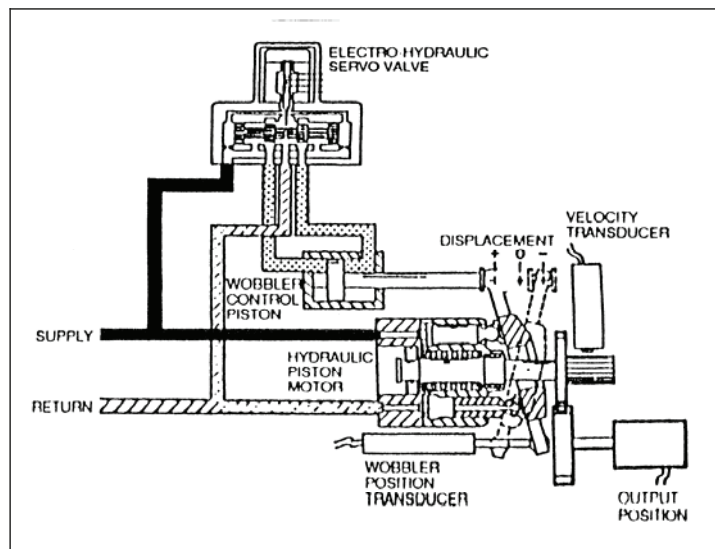 ELECTRO-HYDRAULIC
SERVO VALVE
VELOCITY
TRANSDUCER
DISPLACEMENT
+ O -
WOBBLER
CONTROL
PISTON
SUPPLY
HYDRAULIC
PISTON
MOTOR
RETURN
WOBBLER
POSITION
TRANSDUCER
OUTPUT
POSITION